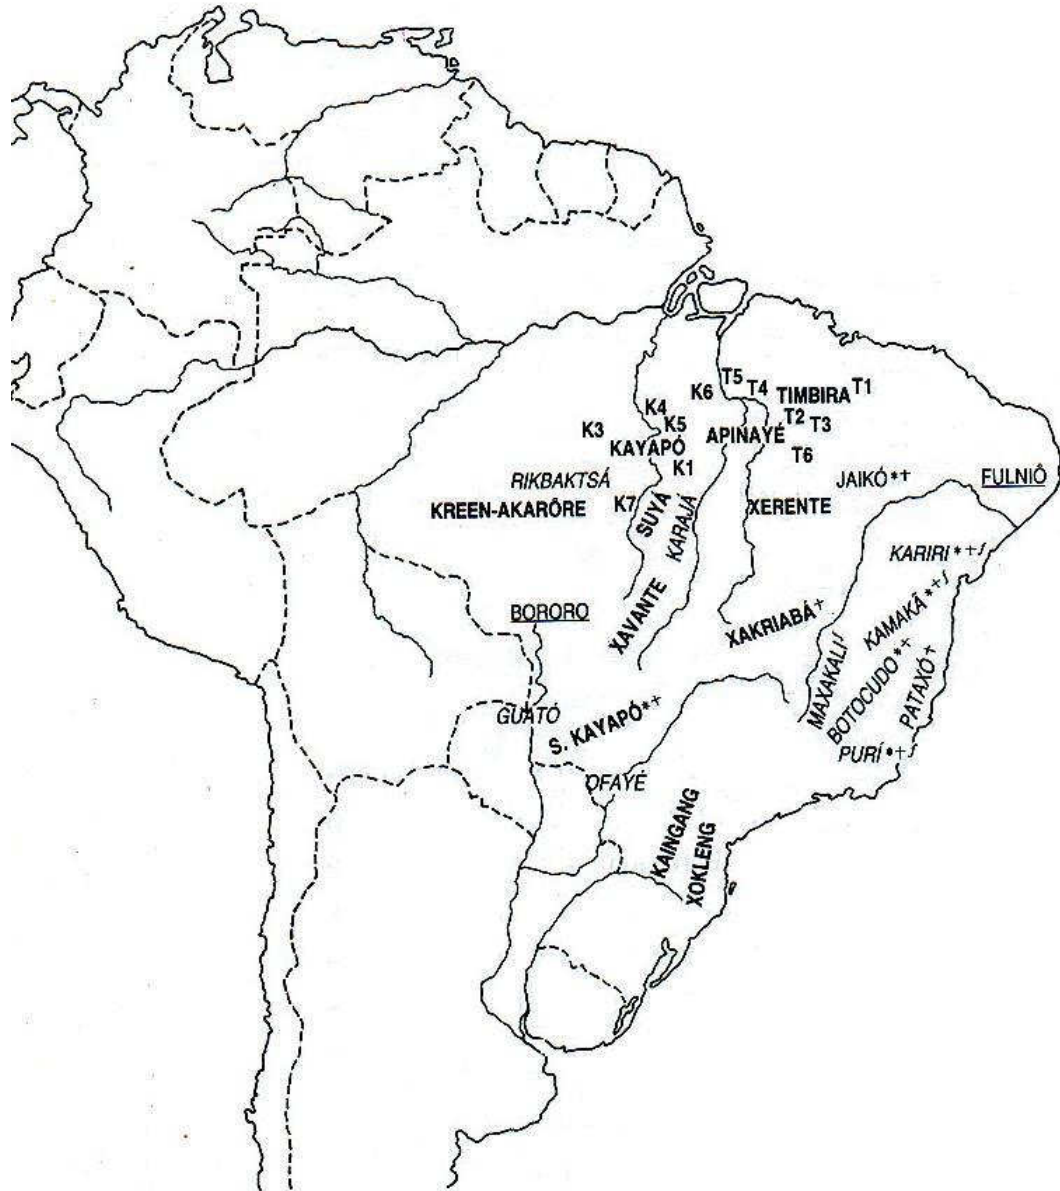 T5
K6
T4
TIMBIRA
T1
K4
T2
T3
K3
K5
APINAYÉ
KAYAPÓ
T6
K1
RIKBAKTSÁ
JAIKÓ*+
FULNIÔ
KREEN-AKARÔRE
K7
SUYÁ
KARAJÁ
XERENTE
KARIRI*+ʃ
BORORO
XAVANTE
XAKRIABÁ+
KAMAKÃ*+ʃ
MAXAKALIʃ
BOTOCUDO*+
PATAXÓ+
GUATÓ
S. KAYAPÓ*+
PURÍ*+ʃ
OFAYÉ
KAINGANG
XOKLENG